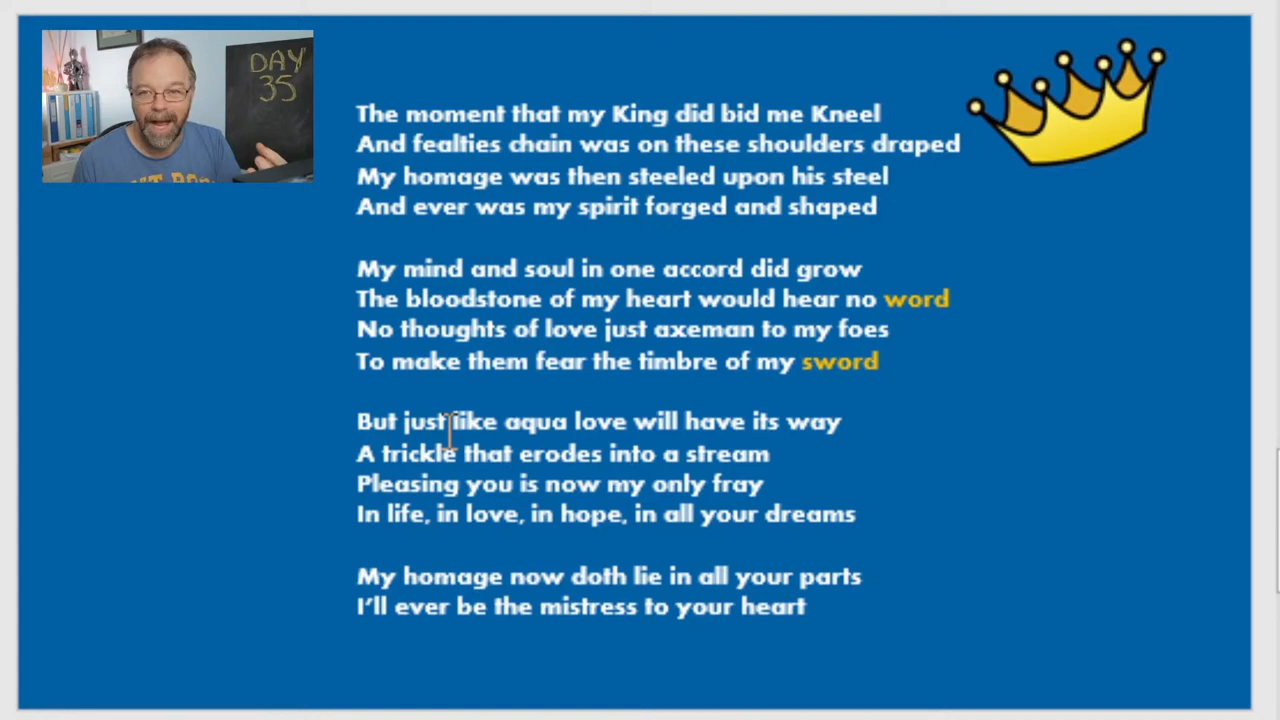 DAY
35
The moment that my King did bid me Kneel
And fealties chain was on these shoulders draped
My homage was then steeled upon his steel
And ever was my spirit forged and shaped
My mind and soul in one accord did grow
The bloodstone of my heart would hear no word
No thoughts of love just axeman to my foes
To make them fear the timbre of my sword
But just like aqua love will have its way
A trickle that erodes into a stream
Pleasing you is now my only fray
In life, in love, in hope, in all your dreams
My homage now doth lie in all your parts
I'll ever be the mistress to your heart